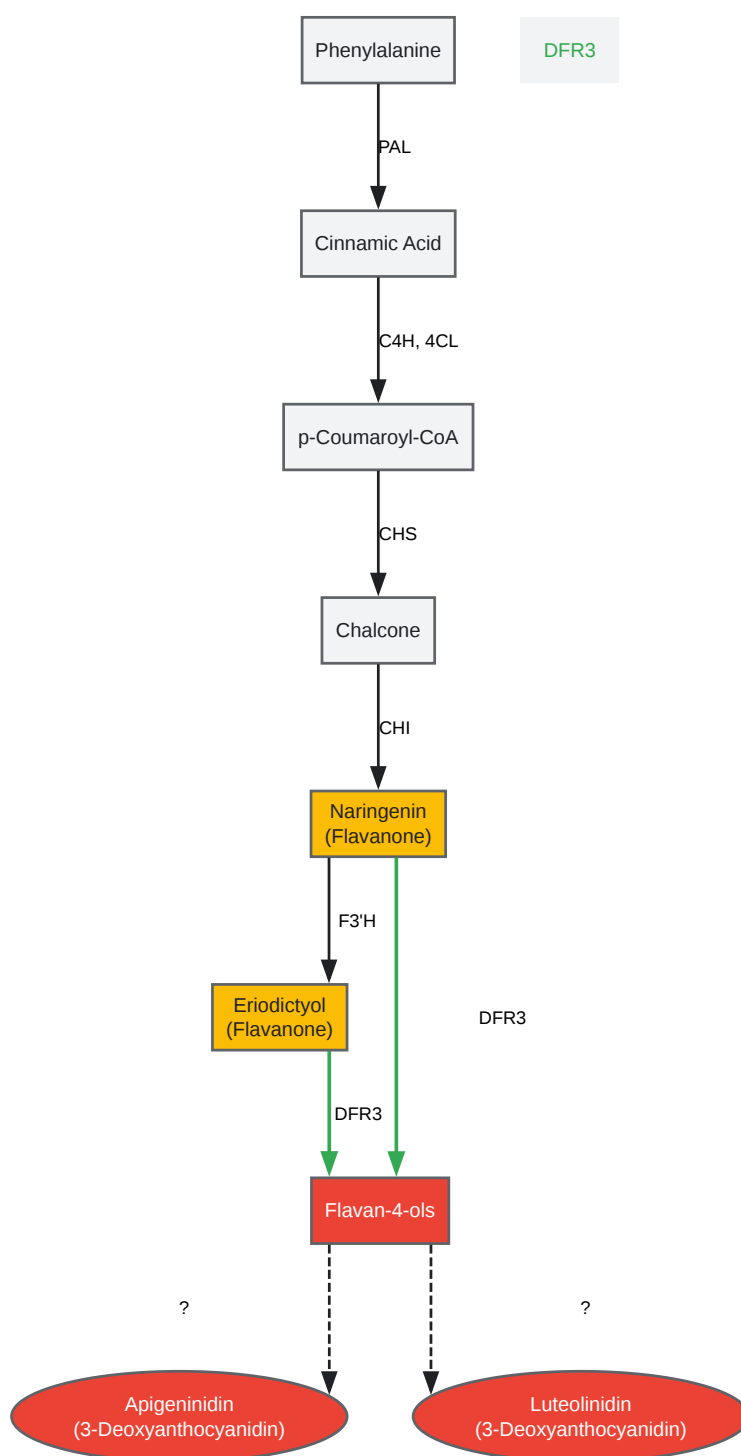 Phenylalanine
DFR3
PAL
Cinnamic Acid
C4H, 4CL
p-Coumaroyl-CoA
CHS
Chalcone
CHI
Naringenin
(Flavanone)
F3'H
Eriodictyol
(Flavanone)
DFR3
DFR3
Flavan-4-ols
?
?
Apigeninidin
(3-Deoxyanthocyanidin)
Luteolinidin
(3-Deoxyanthocyanidin)